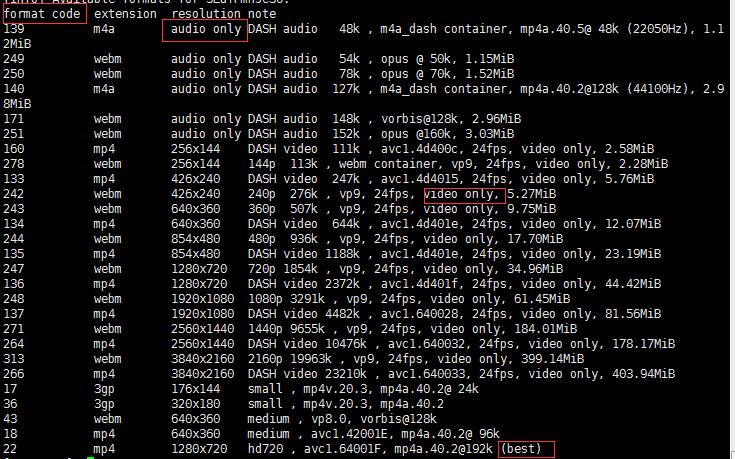 format code  extension  resolution note
139          m4a        audio only DASH audio   48k , m4a_dash container, mp4a.40.5@ 48k (22050Hz), 1.1
2MiB
249          webm       audio only DASH audio   54k , opus @ 50k, 1.15MiB
250          webm       audio only DASH audio   78k , opus @ 70k, 1.52MiB
140          m4a        audio only DASH audio  127k , m4a_dash container, mp4a.40.2@128k (44100Hz), 2.9
8MiB
171          webm       audio only DASH audio  148k , vorbis@128k, 2.96MiB
251          webm       audio only DASH audio  152k , opus @160k, 3.03MiB
160          mp4        256x144    DASH video  111k , avc1.4d400c, 24fps, video only, 2.58MiB
278          webm       256x144    144p  113k , webm container, vp9, 24fps, video only, 2.28MiB
133          mp4        426x240    DASH video  247k , avc1.4d4015, 24fps, video only, 5.76MiB
242          webm       426x240    240p  276k , vp9, 24fps, video only, 5.27MiB
243          webm       640x360    360p  507k , vp9, 24fps, video only, 9.75MiB
134          mp4        640x360    DASH video  644k , avc1.4d401e, 24fps, video only, 12.07MiB
244          webm       854x480    480p  936k , vp9, 24fps, video only, 17.70MiB
135          mp4        854x480    DASH video 1188k , avc1.4d401e, 24fps, video only, 23.19MiB
247          webm       1280x720   720p 1854k , vp9, 24fps, video only, 34.96MiB
136          mp4        1280x720   DASH video 2372k , avc1.4d401f, 24fps, video only, 44.42MiB
248          webm       1920x1080  1080p 3291k , vp9, 24fps, video only, 61.45MiB
137          mp4        1920x1080  DASH video 4482k , avc1.640028, 24fps, video only, 81.56MiB
271          webm       2560x1440  1440p 9655k , vp9, 24fps, video only, 184.01MiB
264          mp4        2560x1440  DASH video 10476k , avc1.640032, 24fps, video only, 178.17MiB
313          webm       3840x2160  2160p 19963k , vp9, 24fps, video only, 399.14MiB
266          mp4        3840x2160  DASH video 23210k , avc1.640033, 24fps, video only, 403.94MiB
17           3gp        176x144    small , mp4v.20.3, mp4a.40.2@ 24k
36           3gp        320x180    small , mp4v.20.3, mp4a.40.2
43           webm       640x360    medium , vp8.0, vorbis@128k
18           mp4        640x360    medium , avc1.42001E, mp4a.40.2@ 96k
22           mp4        1280x720   hd720 , avc1.64001F, mp4a.40.2@192k (best)